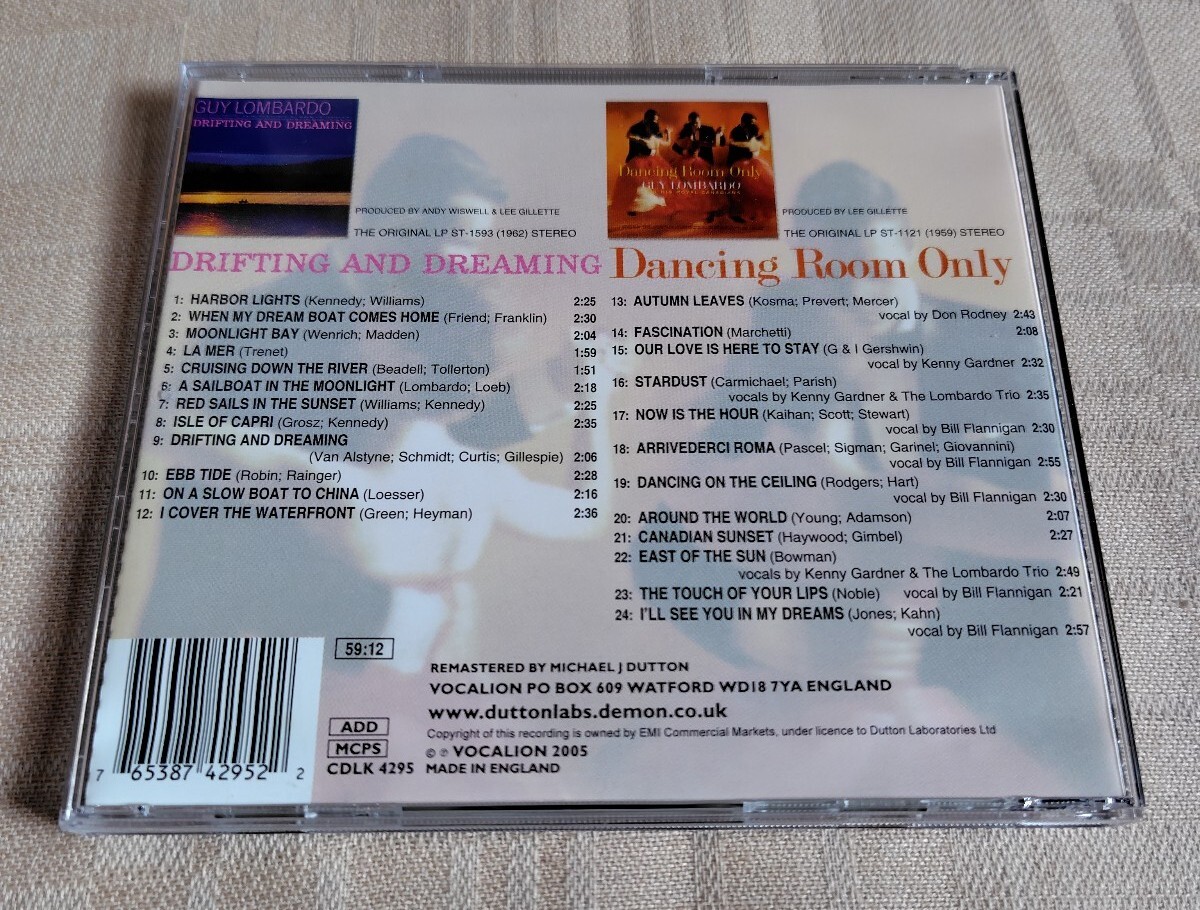 GUY LOMBARDO
DRIFTING AND DREAMING
PRODUCED BY ANDY WISWELL & LEE GILLETTE
THE ORIGINAL LP ST-1593 (1962) STEREO
DRIFTING AND DREAMING
1: HARBOR LIGHTS (Kennedy; Williams) 2:25
2: WHEN MY DREAM BOAT COMES HOME (Friend; Franklin) 2:30
3: MOONLIGHT BAY (Wenrich; Madden) 2:04
4: LA MER (Trenet) 1:59
5: CRUISING DOWN THE RIVER (Beadell; Tollerton) 1:51
6: A SAILBOAT IN THE MOONLIGHT (Lombardo; Loeb) 2:18
7: RED SAILS IN THE SUNSET (Williams; Kennedy) 2:25
8: ISLE OF CAPRI (Grosz; Kennedy) 2:35
9: DRIFTING AND DREAMING
(Van Alstyne; Schmidt; Curtis; Gillespie) 2:06
10: EBB TIDE (Robin; Rainger) 2:28
11: ON A SLOW BOAT TO CHINA (Loesser) 2:16
12: I COVER THE WATERFRONT (Green; Heyman) 2:36
Dancing Room Only
GUY LOMBARDO
HIS ROYAL CANADIANS
PRODUCED BY LEE GILLETTE
THE ORIGINAL LP ST-1121 (1959) STEREO
Dancing Room Only
13: AUTUMN LEAVES (Kosma; Prevert; Mercer)
vocal by Don Rodney 2:43
14: FASCINATION (Marchetti) 2:08
15: OUR LOVE IS HERE TO STAY (G & I Gershwin)
vocal by Kenny Gardner 2:32
16: STARDUST (Carmichael; Parish)
vocals by Kenny Gardner & The Lombardo Trio 2:35
17: NOW IS THE HOUR (Kaihan; Scott; Stewart)
vocal by Bill Flannigan 2:30
18: ARRIVEDERCI ROMA (Pascel; Sigman; Garinel; Giovannini)
vocal by Bill Flannigan 2:55
19: DANCING ON THE CEILING (Rodgers; Hart)
vocal by Bill Flannigan 2:30
20: AROUND THE WORLD (Young; Adamson) 2:07
21: CANADIAN SUNSET (Haywood; Gimbel) 2:27
22: EAST OF THE SUN (Bowman)
vocals by Kenny Gardner & The Lombardo Trio 2:49
23: THE TOUCH OF YOUR LIPS (Noble) vocal by Bill Flannigan 2:21
24: I'LL SEE YOU IN MY DREAMS (Jones; Kahn)
vocal by Bill Flannigan 2:57
59:12
REMASTERED BY MICHAEL J DUTTON
VOCALION PO BOX 609 WATFORD WD18 7YA ENGLAND
www.duttonlabs.demon.co.uk
Copyright of this recording is owned by EMI Commercial Markets, under licence to Dutton Laboratories Ltd
ADD
MCPS
© ℗ VOCALION 2005
CDLK 4295 MADE IN ENGLAND
7 65387 42952 2